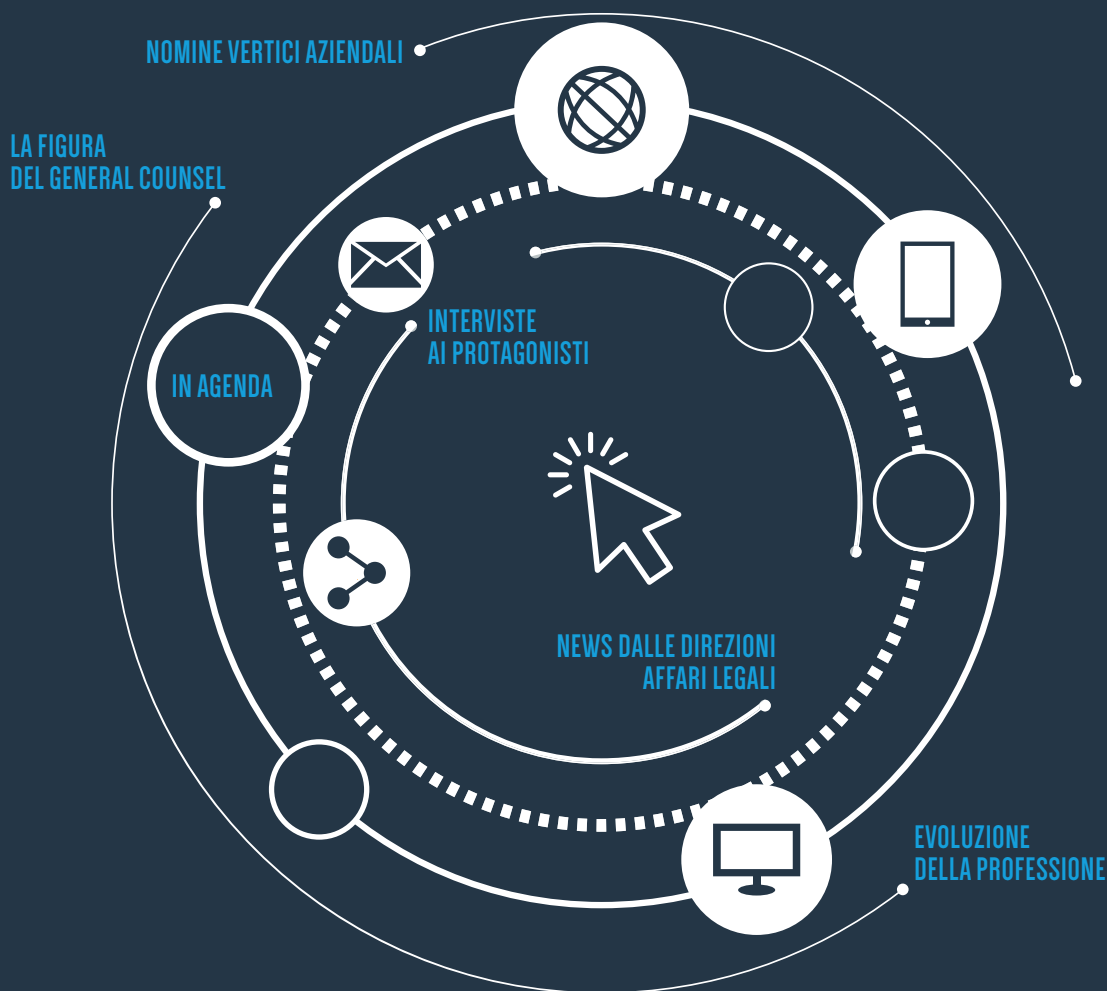 NOMINE VERTICI AZIENDALI
LA FIGURA
DEL GENERAL COUNSEL
INTERVISTE
AI PROTAGONISTI
IN AGENDA
NEWS DALLE DIREZIONI
AFFARI LEGALI
EVOLUZIONE
DELLA PROFESSIONE